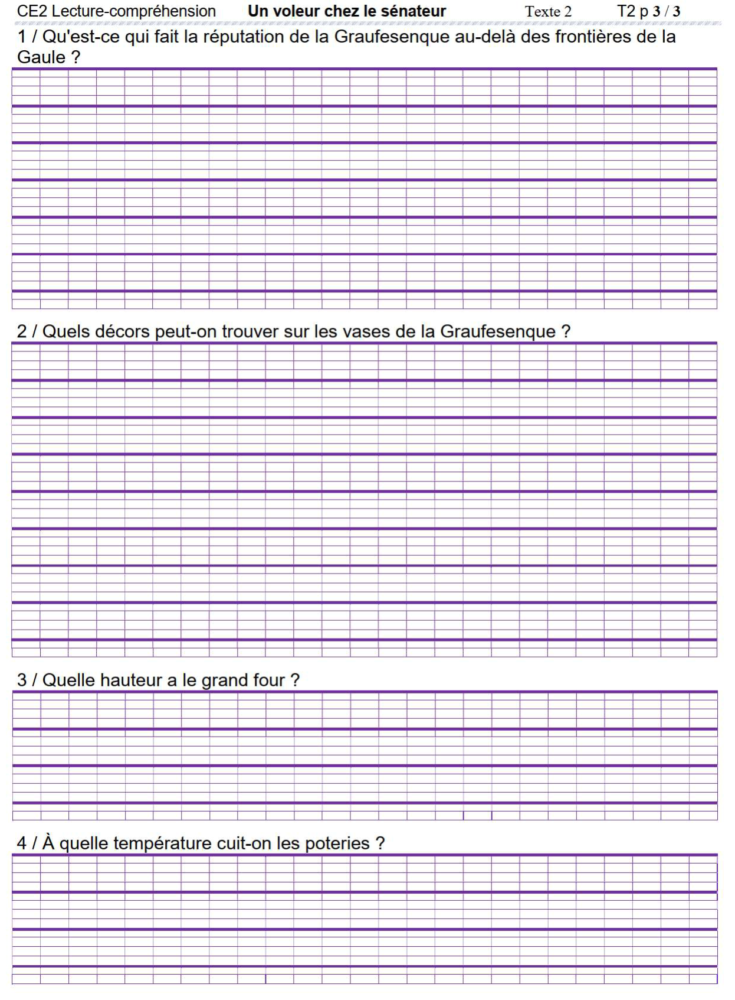 CE2 Lecture-compréhension Un voleur chez le sénateur Texte 2 T2 p 3 / 3
1 / Qu'est-ce qui fait la réputation de la Graufesenque au-delà des frontières de la
Gaule ?
2 / Quels décors peut-on trouver sur les vases de la Graufesenque ?
3 / Quelle hauteur a le grand four ?
4 / À quelle température cuit-on les poteries ?